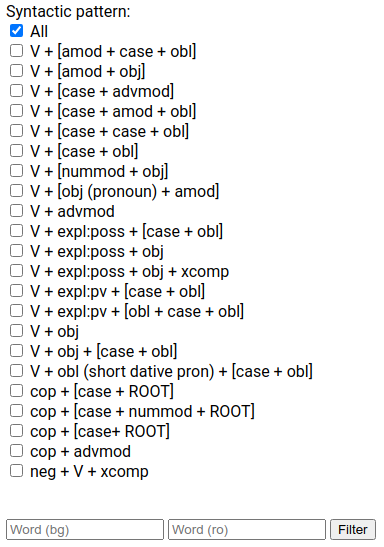 Syntactic pattern:
All
V + [amod + case + obl]
V + [amod + obj]
V + [case + advmod]
V + [case + amod + obl]
V + [case + case + obl]
V + [case + obl]
V + [nummod + obj]
V + [obj (pronoun) + amod]
V + advmod
V + expl:poss + [case + obl]
V + expl:poss + obj
V + expl:poss + obj + xcomp
V + expl:pv + [case + obl]
V + expl:pv + [obl + case + obl]
V + obj
V + obj + [case + obl]
V + obl (short dative pron) + [case + obl]
cop + [case + ROOT]
cop + [case + nummod + ROOT]
cop + [case+ ROOT]
cop + advmod
neg + V + xcomp
Word (bg) Word (ro) Filter